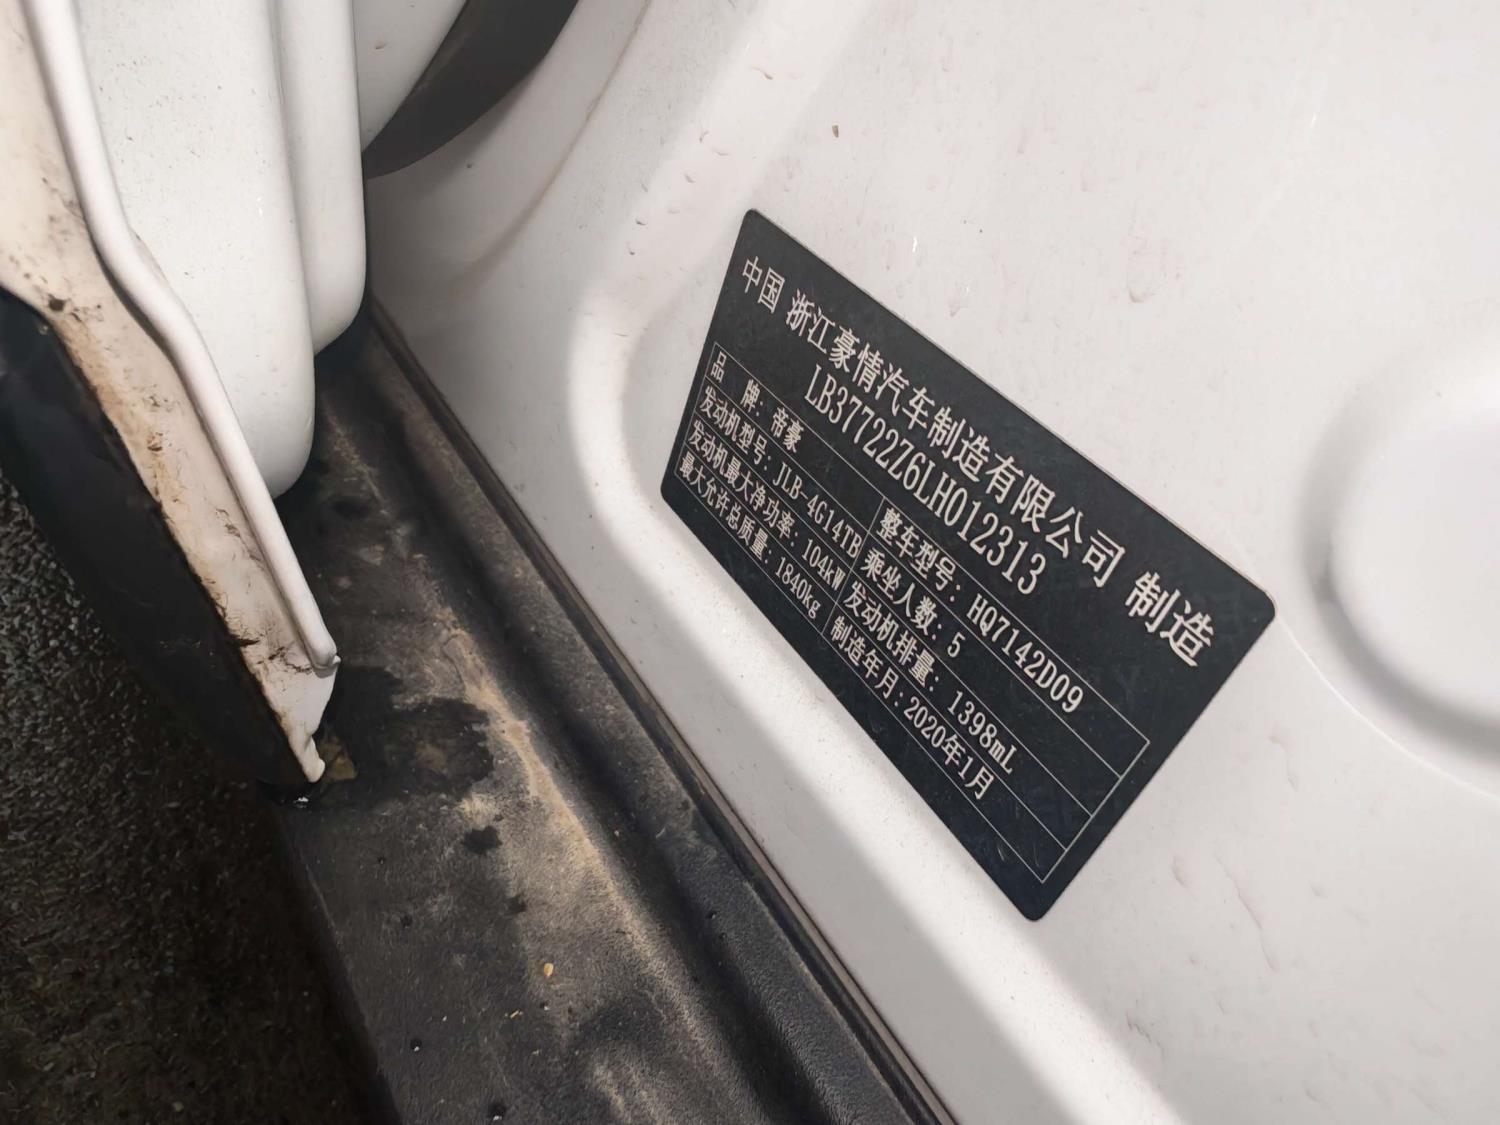 中国 浙江豪情汽车制造有限公司 制造
LB37722Z6LH012313
品 牌: 帝豪 整车型号: HQ7142D09
发动机型号: JLB-4G14TB 乘坐人数: 5
发动机最大净功率: 104kW 发动机排量: 1398mL
最大允许总质量: 1840kg 制造年月: 2020年1月